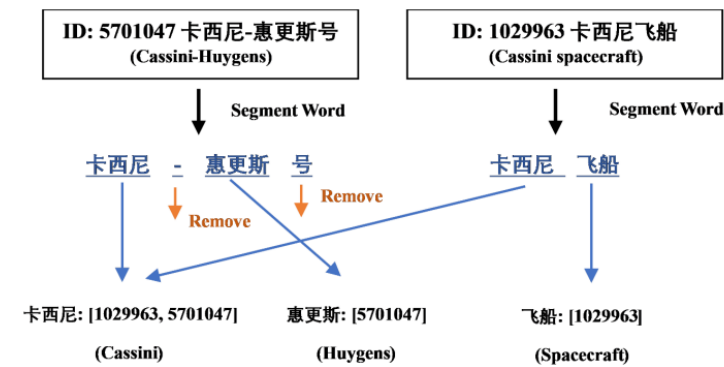 ID: 5701047 卡西尼-惠更斯号
(Cassini-Huygens)
ID: 1029963 卡西尼飞船
(Cassini spacecraft)
Segment Word
Segment Word
卡西尼 - 惠更斯 号
卡西尼 飞船
Remove
Remove
卡西尼: [1029963, 5701047]
惠更斯: [5701047]
飞船: [1029963]
(Cassini)
(Huygens)
(Spacecraft)